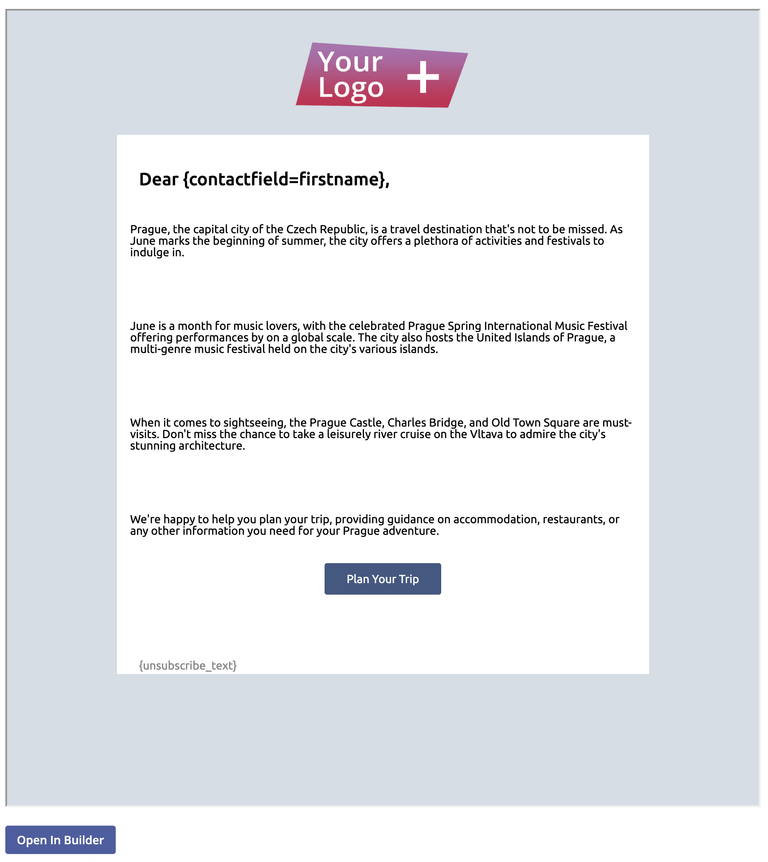 Your
Logo
+
Dear {contactfield=firstname},
Prague, the capital city of the Czech Republic, is a travel destination that's not to be missed. As
June marks the beginning of summer, the city offers a plethora of activities and festivals to
indulge in.
June is a month for music lovers, with the celebrated Prague Spring International Music Festival
offering performances by on a global scale. The city also hosts the United Islands of Prague, a
multi-genre music festival held on the city's various islands.
When it comes to sightseeing, the Prague Castle, Charles Bridge, and Old Town Square are must-
visits. Don't miss the chance to take a leisurely river cruise on the Vltava to admire the city's
stunning architecture.
We're happy to help you plan your trip, providing guidance on accommodation, restaurants, or
any other information you need for your Prague adventure.
Plan Your Trip
{unsubscribe_text}
Open In Builder